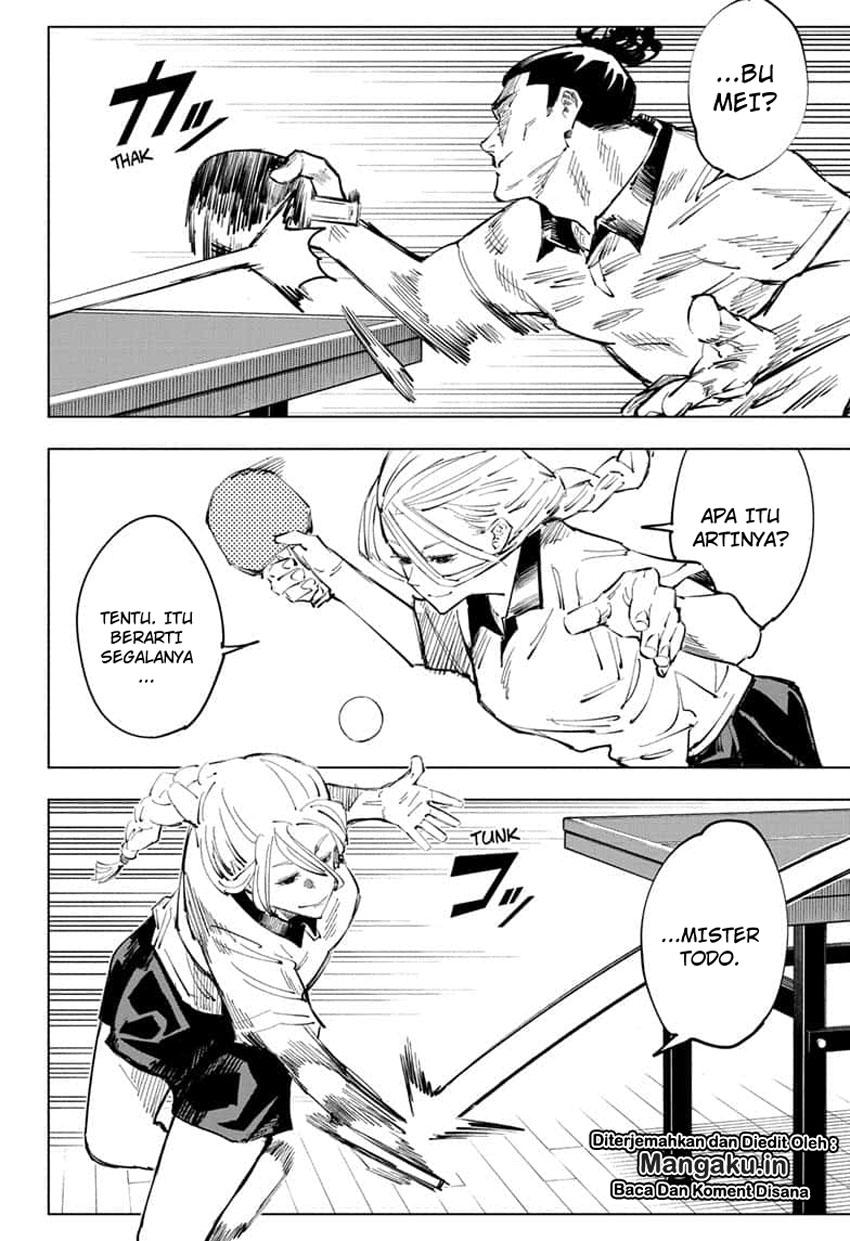 ...BU
MEI?
カッ
THAK
APA ITU
ARTINYA?
TENTU. ITU
BERARTI
SEGALANYA
...
TUNK
コッ
...MISTER
TODO.
Diterjemahkan dan Diedit Oleh :
Mangaku.in
Baca Dan Koment Disana